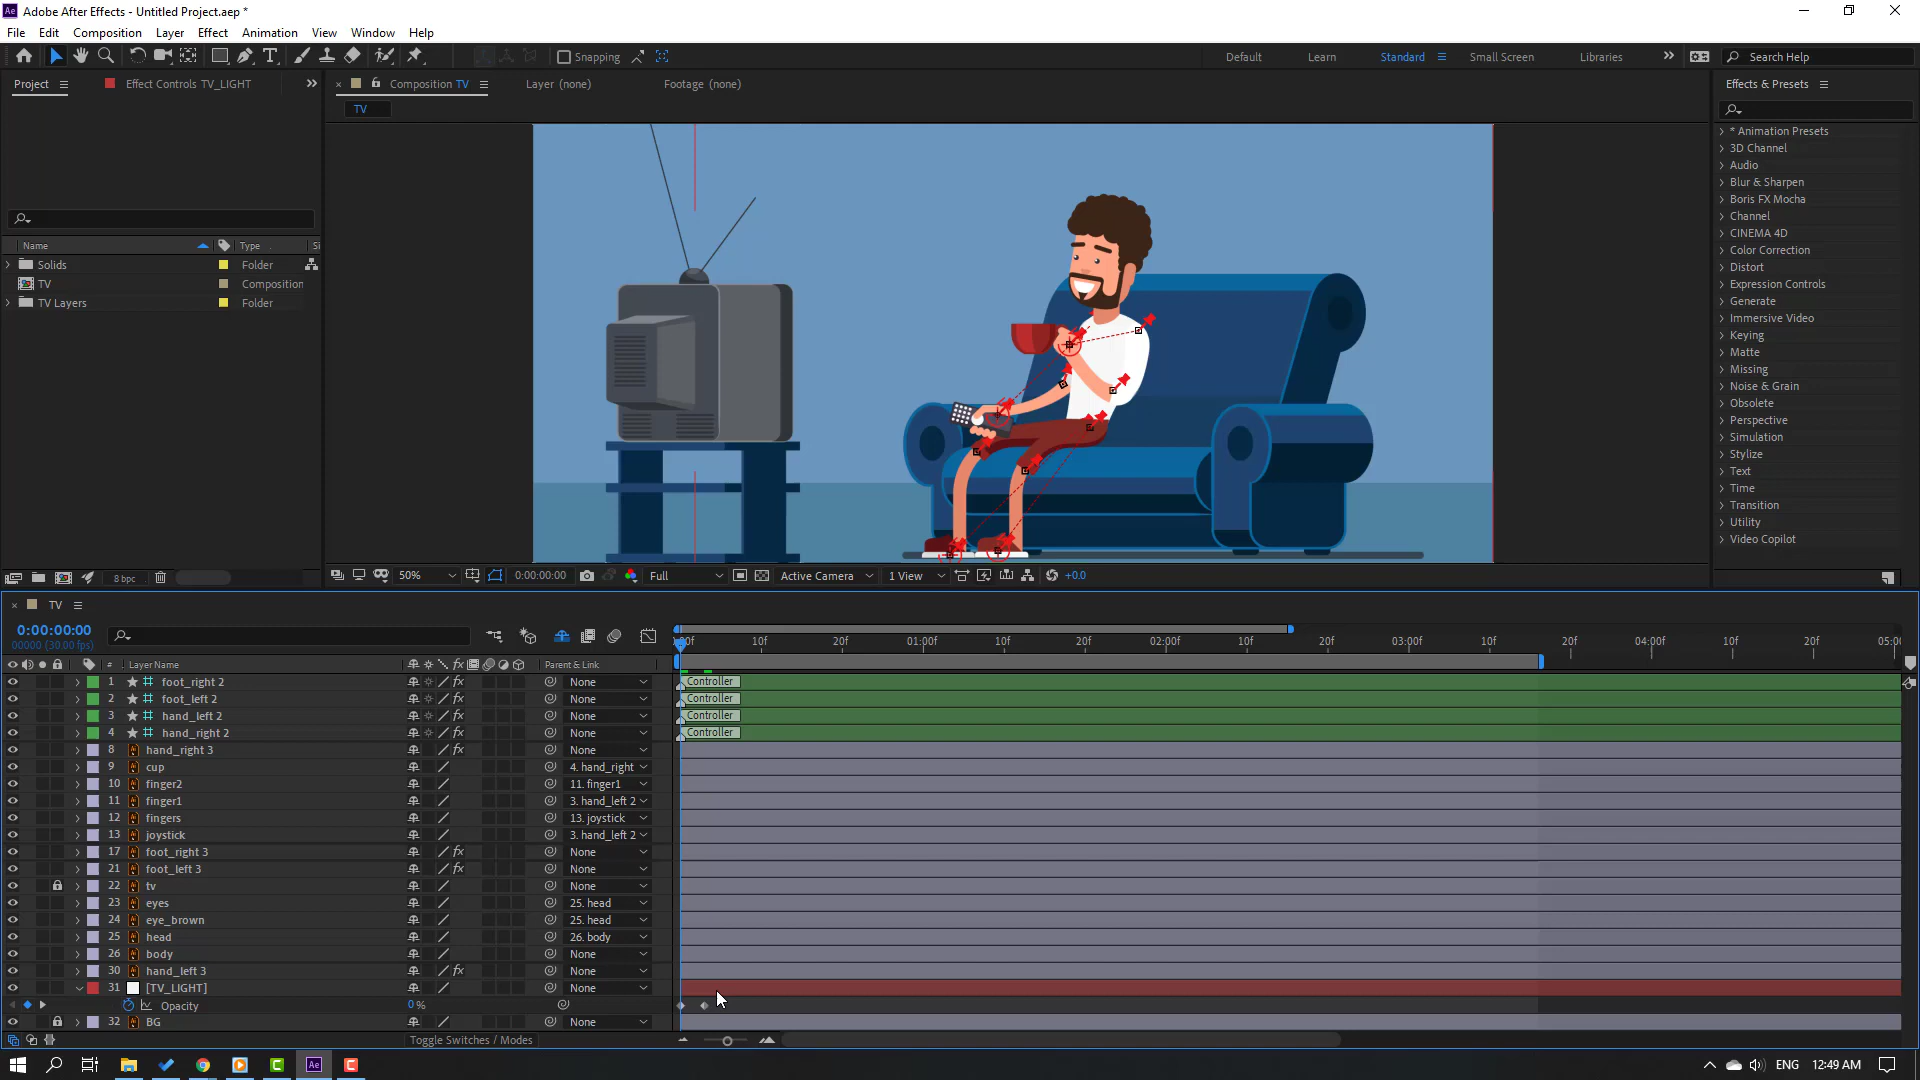 Adobe After Effects - Untitled Project.aep *
File Edit Composition Layer Effect Animation View Window Help
Snapping
Default Learn Standard Small Screen Libraries
Search Help
Project Effect Controls TV_LIGHT
Composition TV Layer (none) Footage (none)
TV
Effects & Presets
Name Type Si
Solids Folder
TV Composition
TV Layers Folder
* Animation Presets
3D Channel
Audio
Blur & Sharpen
Boris FX Mocha
Channel
CINEMA 4D
Color Correction
Distort
Expression Controls
Generate
Immersive Video
Keying
Matte
Missing
Noise & Grain
Obsolete
Perspective
Simulation
Stylize
Text
Time
Transition
Utility
Video Copilot
8 bpc
50% 0:00:00:00 Full Active Camera 1 View +0.0
TV
0:00:00:00
00000 (30.00 fps)
00f 10f 20f 01:00f 10f 20f 02:00f 10f 20f 03:00f 10f 20f 04:00f 10f 20f 05:00
# Layer Name Parent & Link
1 foot_right 2 None Controller
2 foot_left 2 None Controller
3 hand_left 2 None Controller
4 hand_right 2 None Controller
8 hand_right 3 None
9 cup 4. hand_right
10 finger2 11. finger1
11 finger1 3. hand_left 2
12 fingers 13. joystick
13 joystick 3. hand_left 2
17 foot_right 3 None
21 foot_left 3 None
22 tv None
23 eyes 25. head
24 eye_brown 25. head
25 head 26. body
26 body None
30 hand_left 3 None
31 [TV_LIGHT] None
Opacity 0 %
32 BG None
Toggle Switches / Modes
ENG 12:49 AM